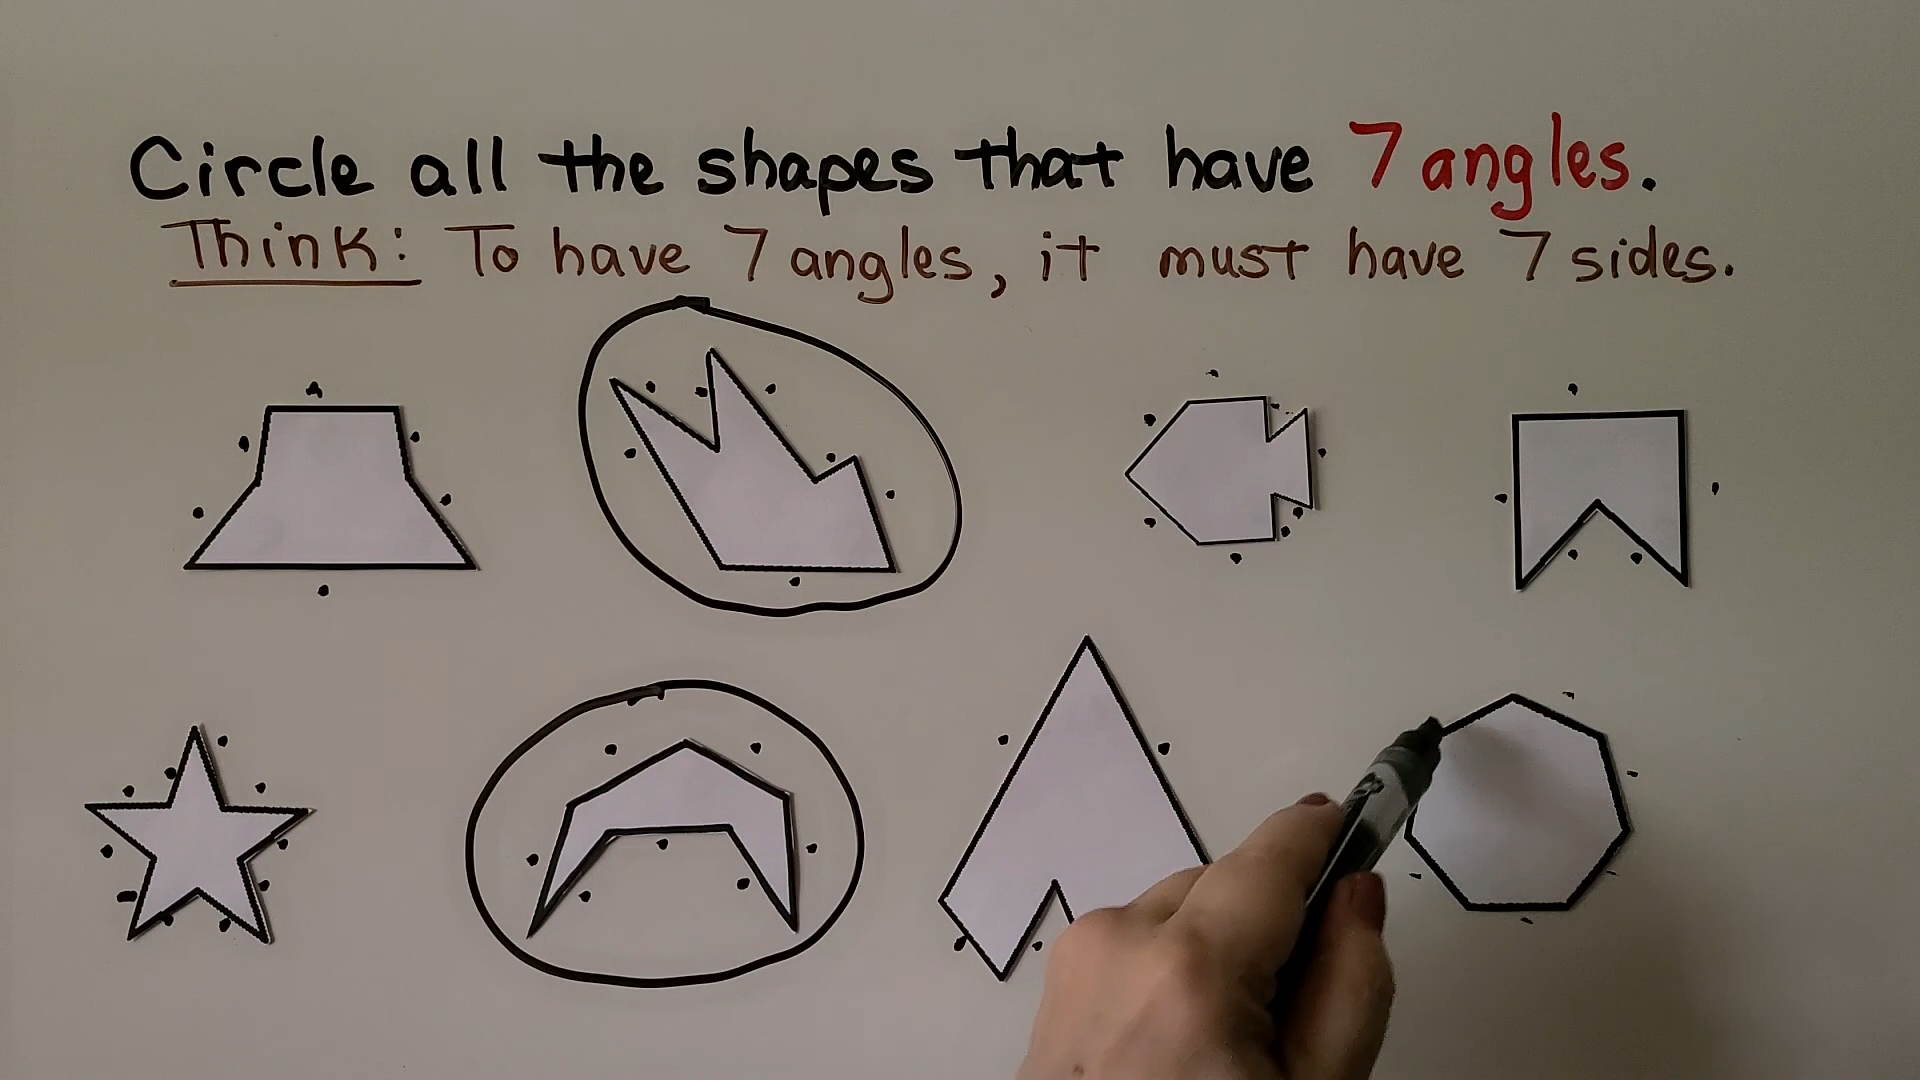 Circle all the shapes that have 7 angles.
Think: To have 7 angles, it must have 7 sides.